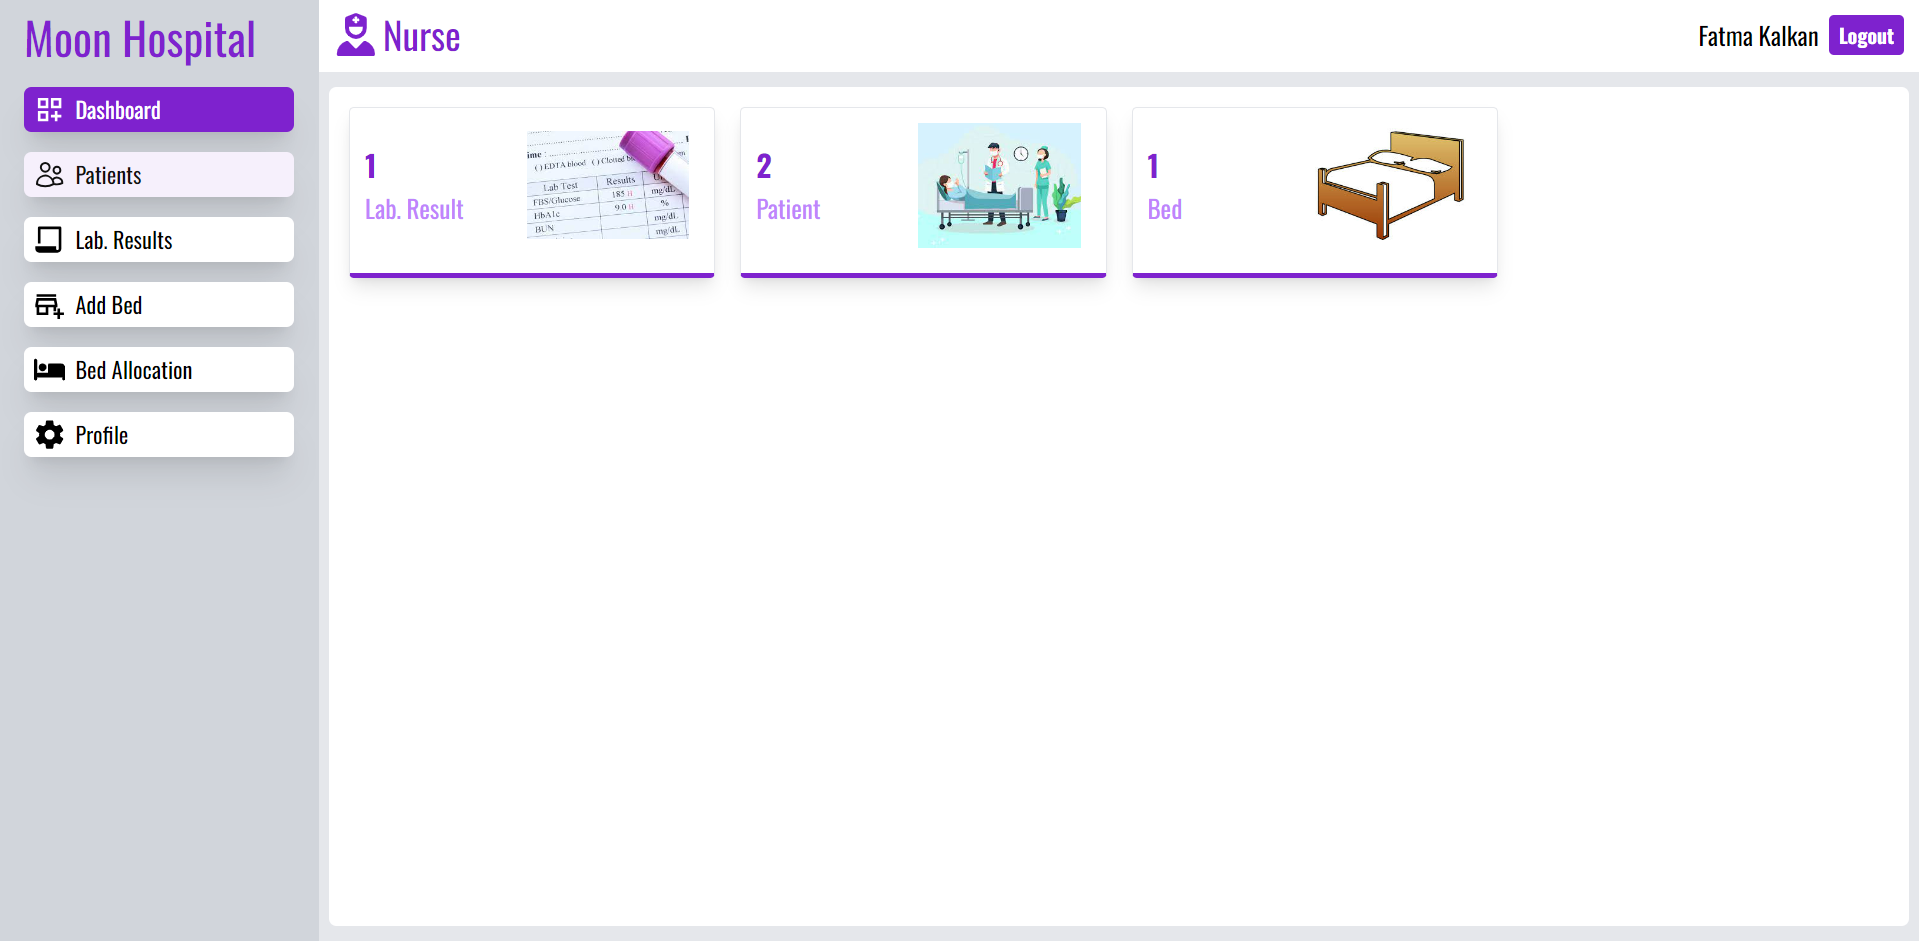 Moon Hospital
Nurse
Fatma Kalkan
Logout
Dashboard
Patients
Lab. Results
Add Bed
Bed Allocation
Profile
1
Lab. Result
ime :
( ) EDTA blood ( ) Clotted
Lab Test Results
FBS/Glucose 185 H mg/dL
HbA1c 9.0 H %
BUN mg/dL
mg/dL
2
Patient
1
Bed